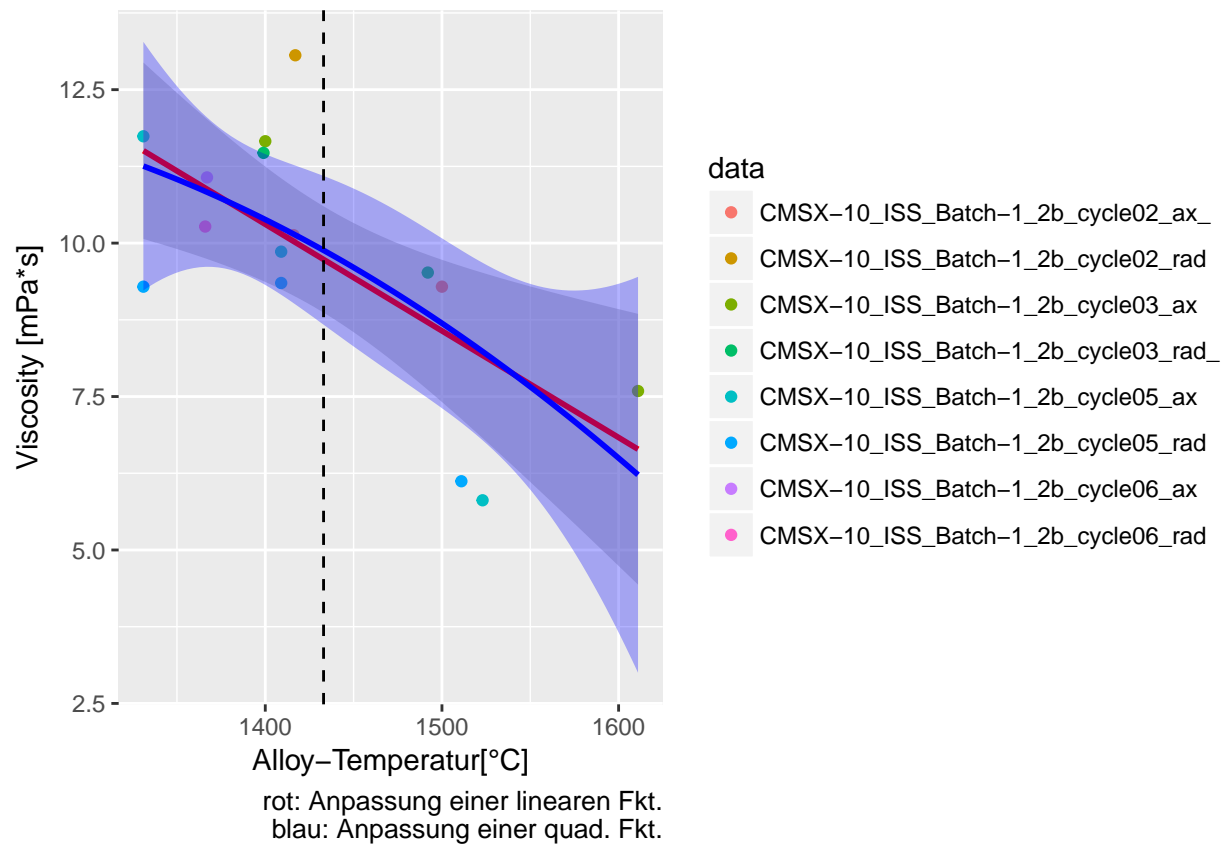 12.5
10.0
7.5
5.0
2.5
Viscosity [mPa*s]
1400 1500 1600
Alloy−Temperatur[°C]
rot: Anpassung einer linearen Fkt.
blau: Anpassung einer quad. Fkt.
data
CMSX−10_ISS_Batch−1_2b_cycle02_ax_
CMSX−10_ISS_Batch−1_2b_cycle02_rad
CMSX−10_ISS_Batch−1_2b_cycle03_ax
CMSX−10_ISS_Batch−1_2b_cycle03_rad_
CMSX−10_ISS_Batch−1_2b_cycle05_ax
CMSX−10_ISS_Batch−1_2b_cycle05_rad
CMSX−10_ISS_Batch−1_2b_cycle06_ax
CMSX−10_ISS_Batch−1_2b_cycle06_rad